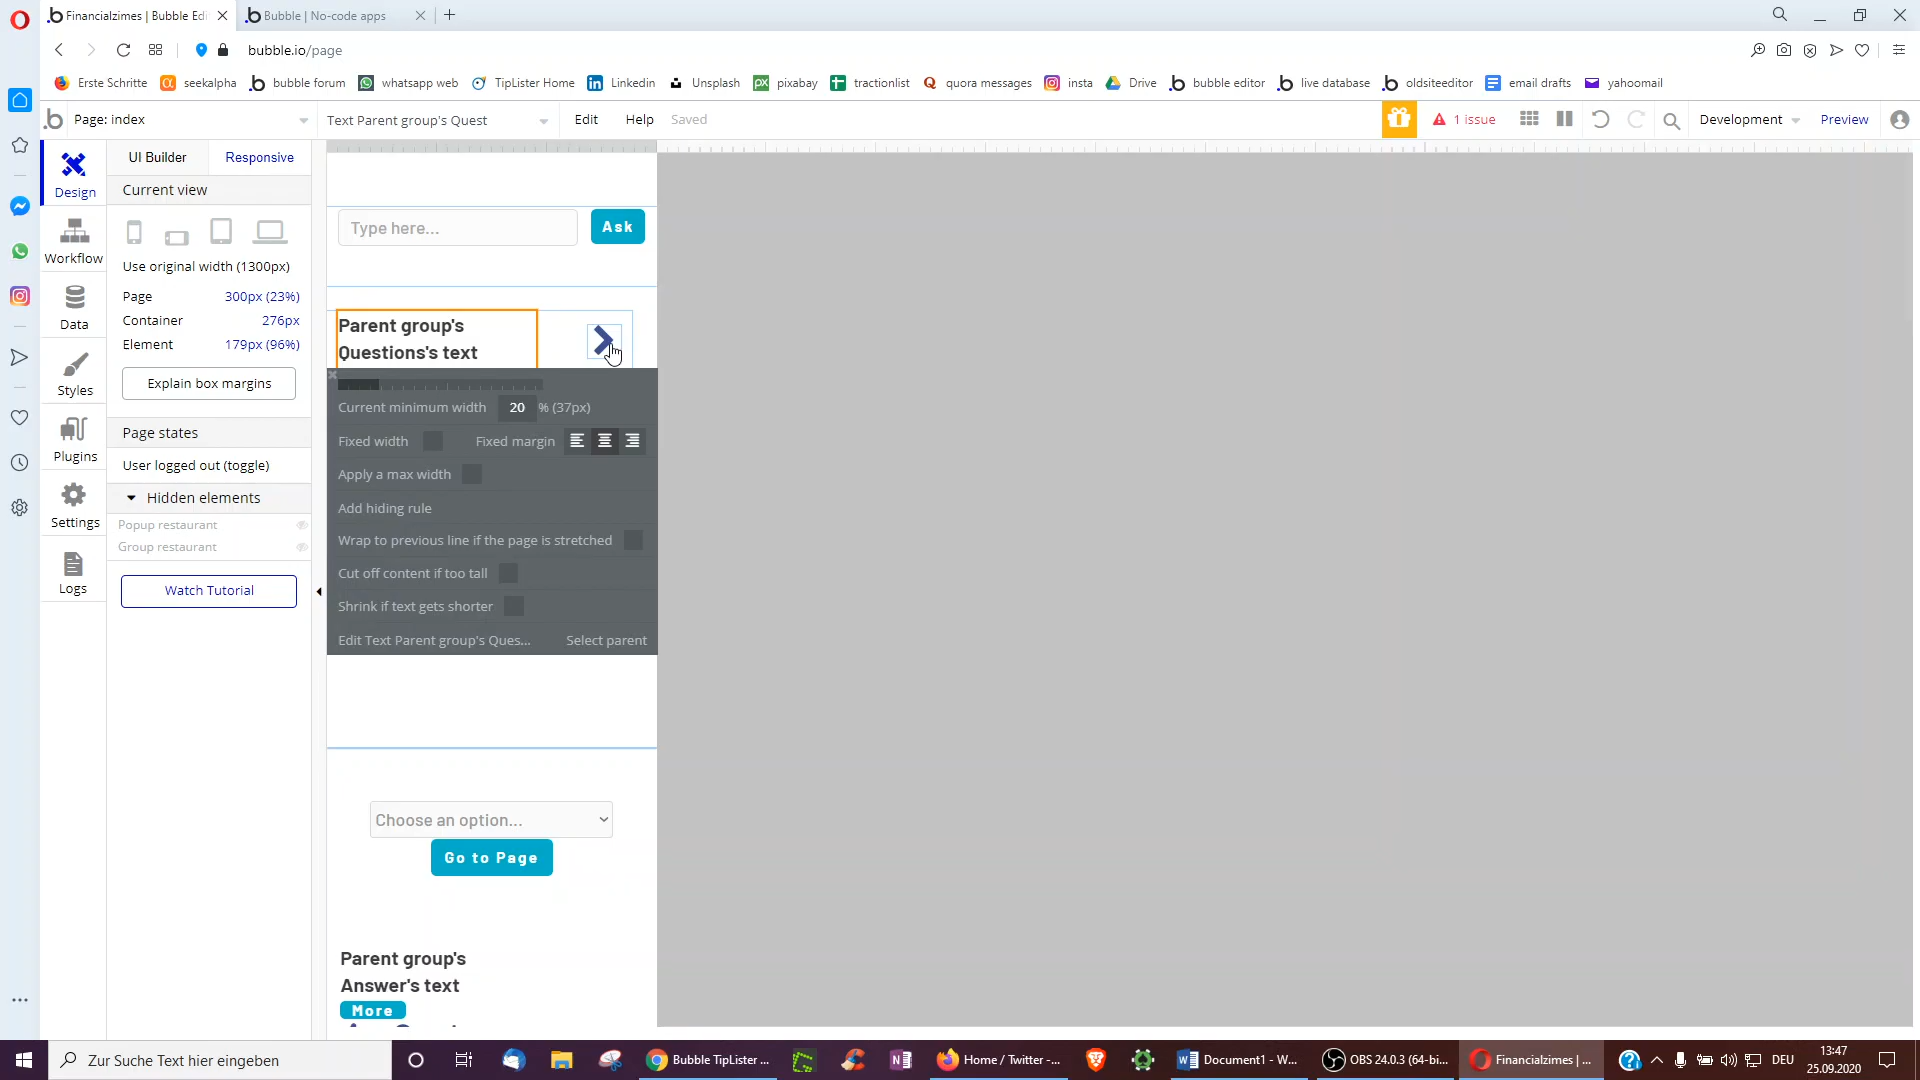 Financialzimes | Bubble Edi
Bubble | No-code apps
bubble.io/page
Erste Schritte
seekalpha
bubble forum
whatsapp web
TipLister Home
Linkedin
Unsplash
pixabay
tractionlist
quora messages
insta
Drive
bubble editor
live database
oldsiteeditor
email drafts
yahoomail
Page: index
Text Parent group's Quest
Edit
Help
Saved
1 issue
Development
Preview
Design
Workflow
Data
Styles
Plugins
Settings
Logs
UI Builder
Responsive
Current view
Use original width (1300px)
Page 300px (23%)
Container 276px
Element 179px (96%)
Explain box margins
Page states
User logged out (toggle)
Hidden elements
Popup restaurant
Group restaurant
Watch Tutorial
Type here...
Ask
Parent group's
Questions's text
Current minimum width 20 % (37px)
Fixed width
Fixed margin
Apply a max width
Add hiding rule
Wrap to previous line if the page is stretched
Cut off content if too tall
Shrink if text gets shorter
Edit Text Parent group's Ques...
Select parent
Choose an option...
Go to Page
Parent group's
Answer's text
More
Zur Suche Text hier eingeben
Bubble TipLister ...
Home / Twitter -...
Document1 - W...
OBS 24.0.3 (64-bi...
Financialzimes | ...
DEU
13:47
25.09.2020